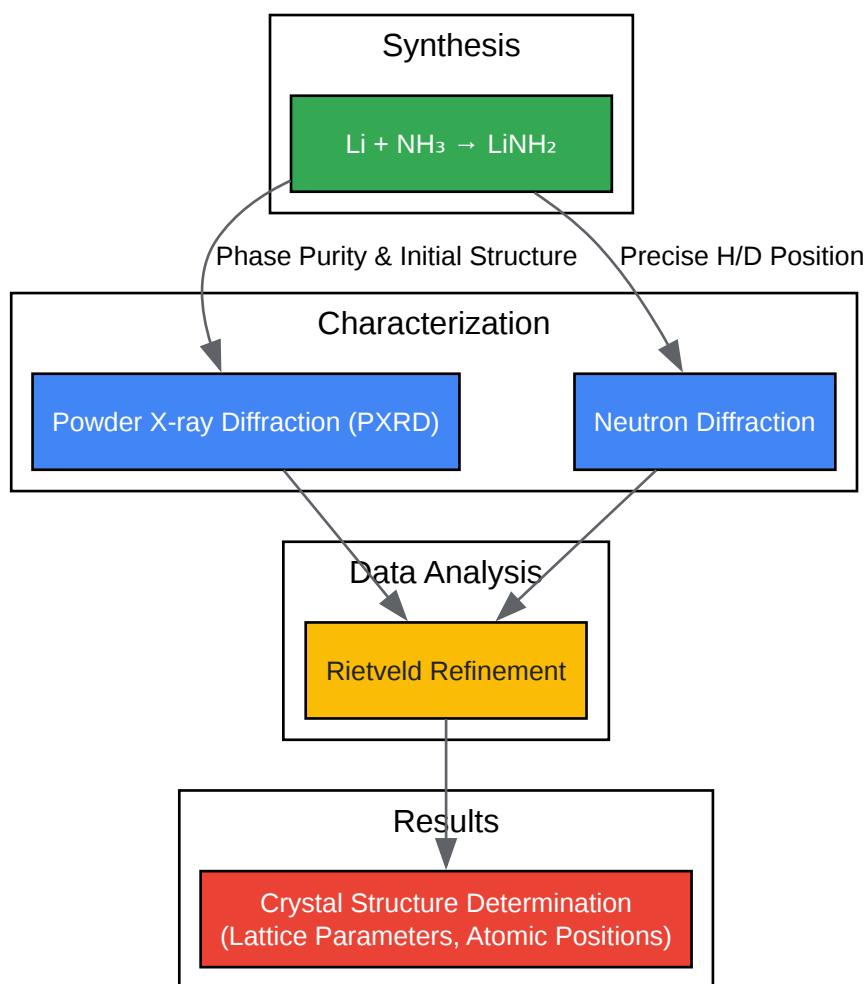 Synthesis
Li + NH₃ → LiNH₂
Phase Purity & Initial Structure
Precise H/D Position
Characterization
Powder X-ray Diffraction (PXRD)
Neutron Diffraction
Data Analysis
Rietveld Refinement
Results
Crystal Structure Determination
(Lattice Parameters, Atomic Positions)